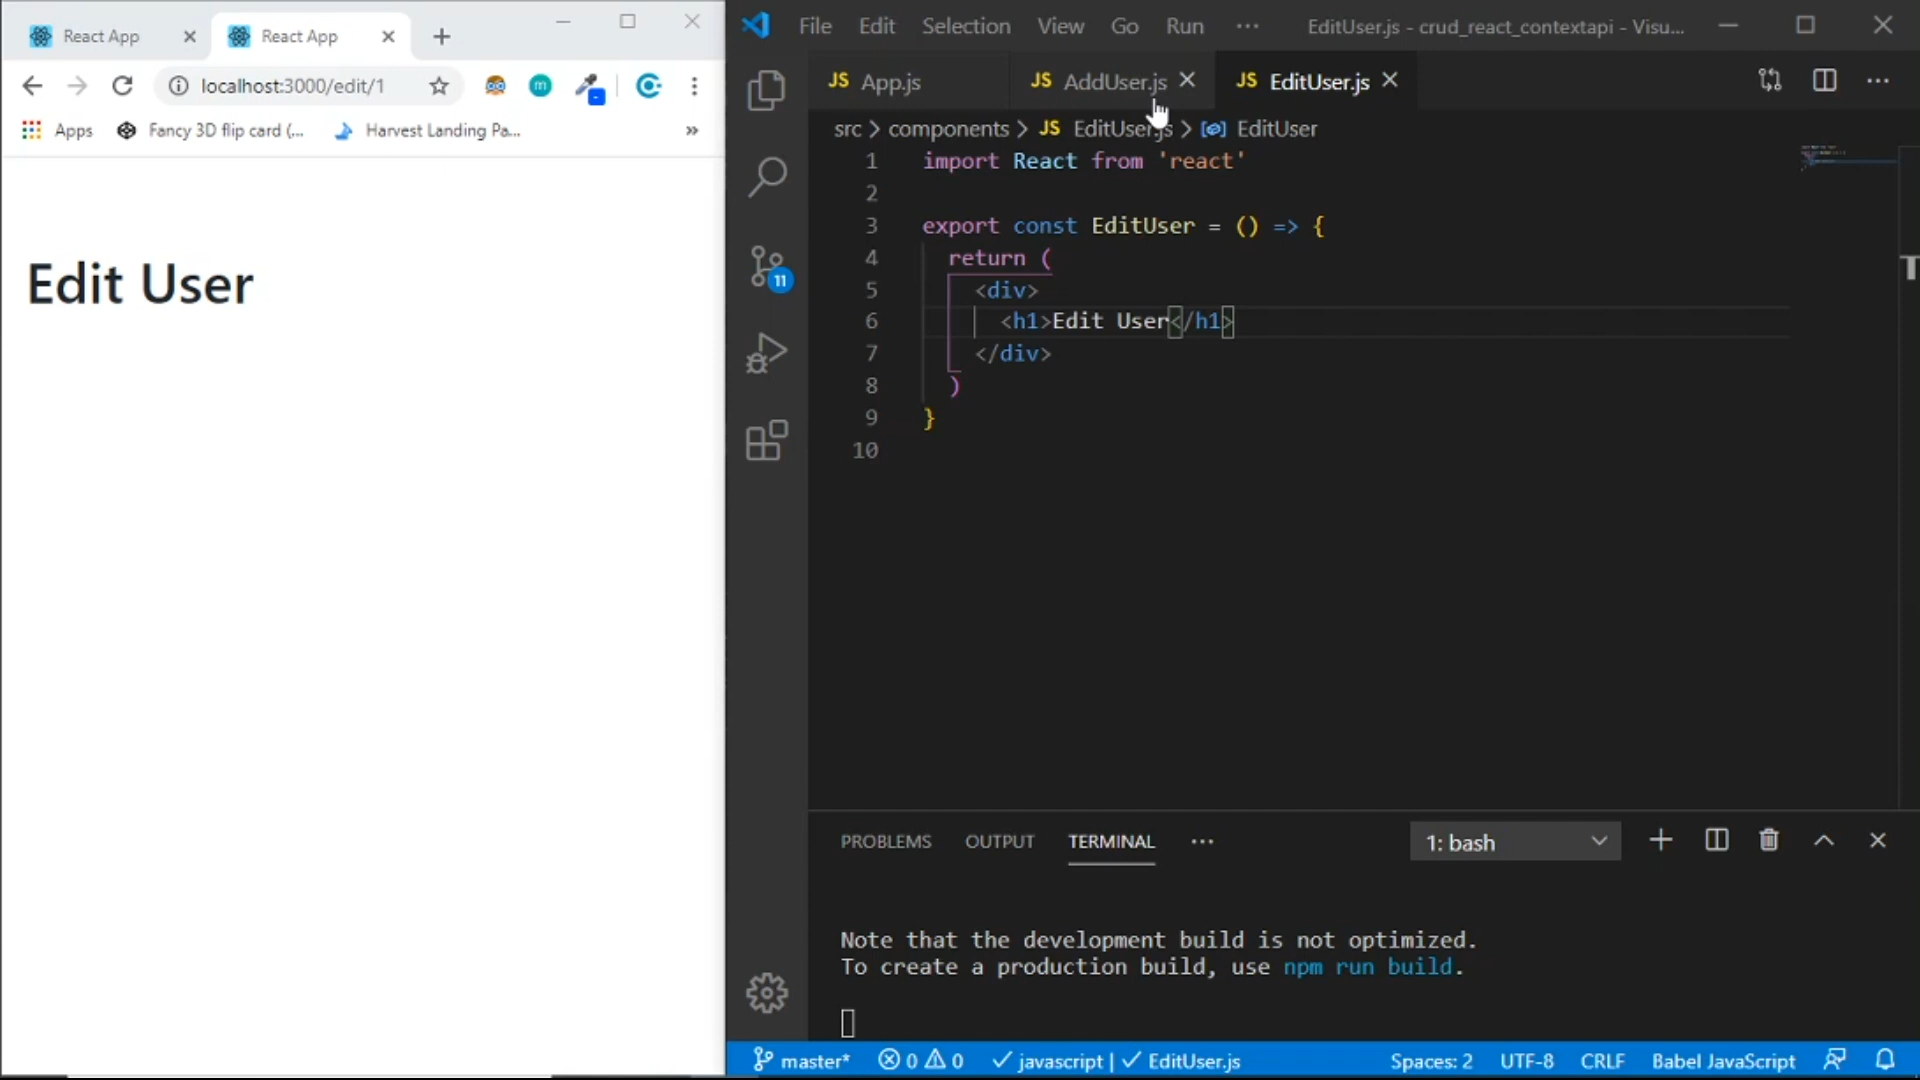 React App
React App
localhost:3000/edit/1
m
Apps
Fancy 3D flip card (...
Harvest Landing Pa...
»
Edit User
File Edit Selection View Go Run ···
EditUser.js - crud_react_contextapi - Visu...
JS App.js
JS AddUser.js
JS EditUser.js
src > components > JS EditUser.js > EditUser
11
1 import React from 'react'
2
3 export const EditUser = () => {
4 return (
5 <div>
6 <h1>Edit User</h1>
7 </div>
8 )
9 }
10
T
PROBLEMS OUTPUT TERMINAL ···
1: bash
Note that the development build is not optimized.
To create a production build, use npm run build.
master* 0 0 javascript | EditUser.js
Spaces: 2 UTF-8 CRLF Babel JavaScript